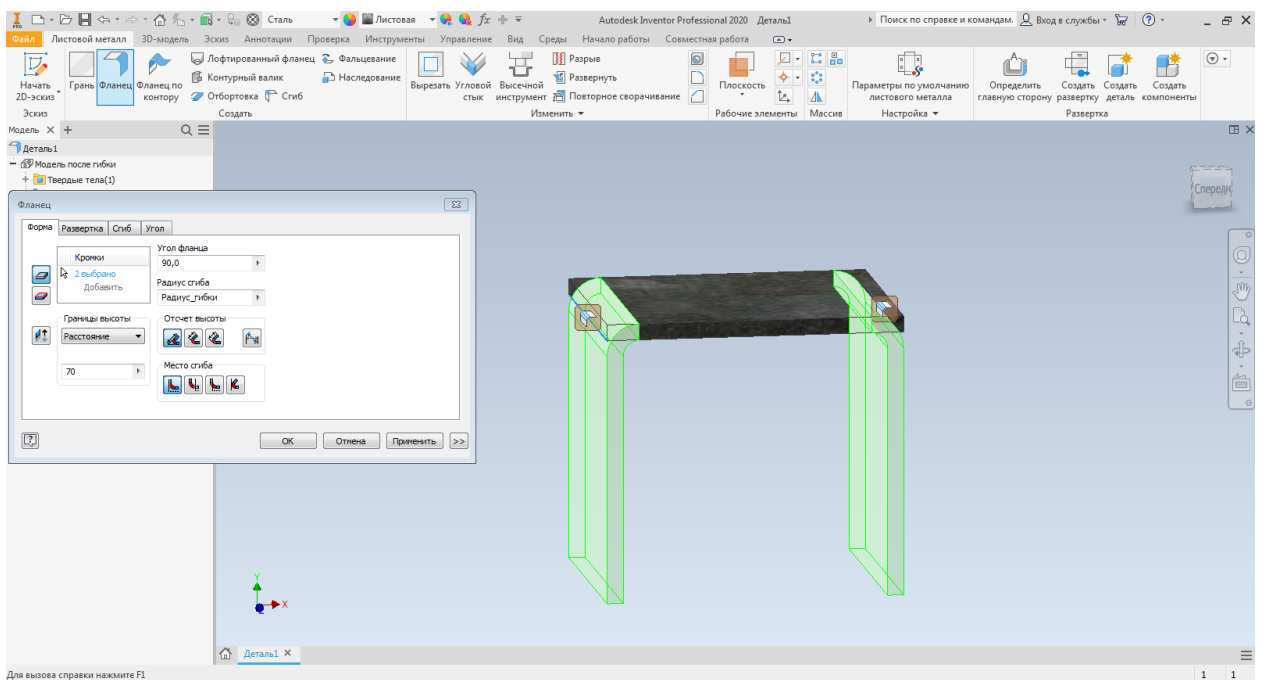 PRO
Сталь
Листовая
fx
Autodesk Inventor Professional 2020 Деталь1
Поиск по справке и командам.
Вход в службы
Файл Листовой металл 3D-модель Эскиз Аннотации Проверка Инструменты Управление Вид Среды Начало работы Совместная работа
Начать 2D-эскиз
Грань
Фланец
Фланец по контору
Лофтированный фланец
Контурный валик
Отбортовка
Сгиб
Фальцевание
Наследование
Вырезать
Угловой стык
Высечной инструмент
Разрыв
Развернуть
Повторное сворачивание
Плоскость
Параметры по умолчанию листового металла
Определить главную сторону
Создать развертку
Создать деталь
Создать компоненты
Эскиз Создать Изменить Рабочие элементы Массив Настройка Развертка
Модель × +
Деталь1
Модель после гибки
Твердые тела(1)
Фланец
Форма Развертка Сгиб Угол
Кромки
2 выбрано
Добавить
Угол фланца
90,0
Радиус сгиба
Радиус_гибки
Границы высоты
Расстояние
70
Отсчет высоты
Место сгиба
OK Отмена Применить >>
Спереди
Y
X
Z
Деталь1 ×
Для вызова справки нажмите F1
1 1